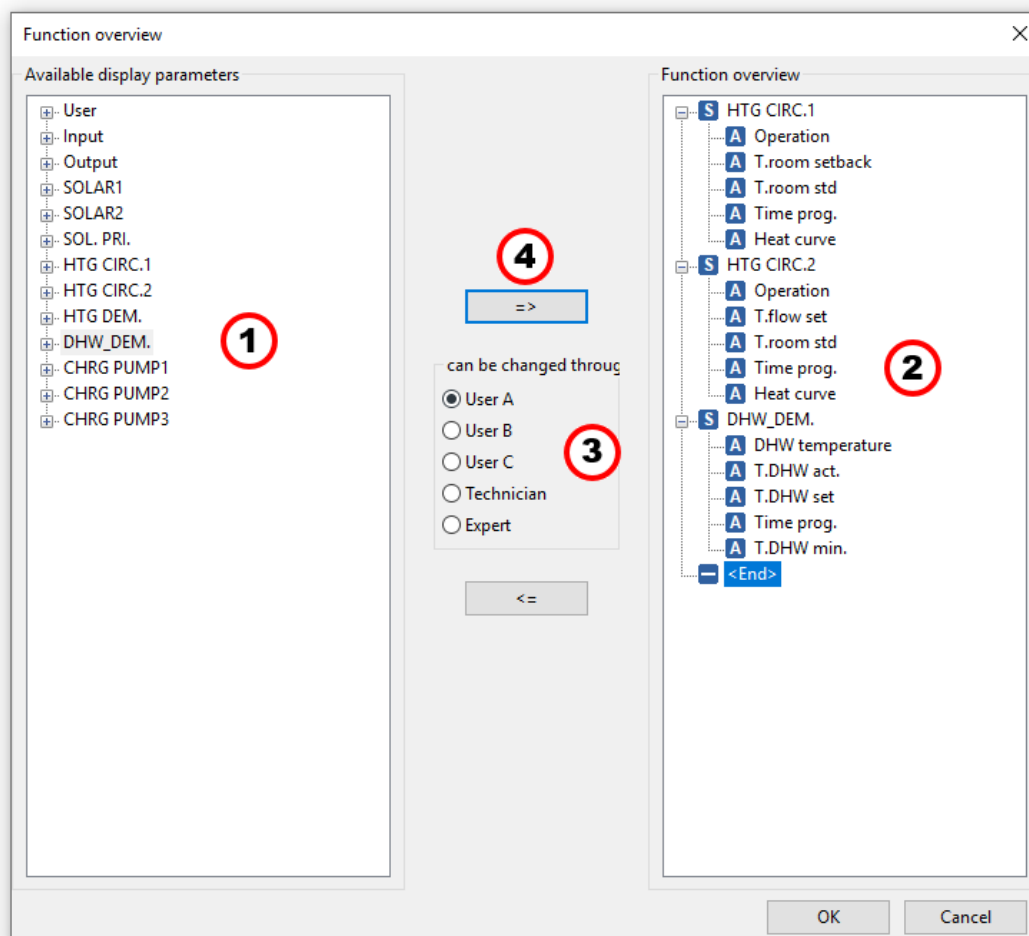 Function overview
Available display parameters
User
Input
Output
SOLAR1
SOLAR2
SOL. PRI.
HTG CIRC.1
HTG CIRC.2
HTG DEM.
DHW_DEM.
CHRG PUMP1
CHRG PUMP2
CHRG PUMP3
1
4
=>
can be changed throug
User A
User B
User C
Technician
Expert
3
<=
Function overview
S HTG CIRC.1
A Operation
A T.room setback
A T.room std
A Time prog.
A Heat curve
S HTG CIRC.2
A Operation
A T.flow set
A T.room std
A Time prog.
A Heat curve
S DHW_DEM.
A DHW temperature
A T.DHW act.
A T.DHW set
A Time prog.
A T.DHW min.
<End>
2
OK
Cancel